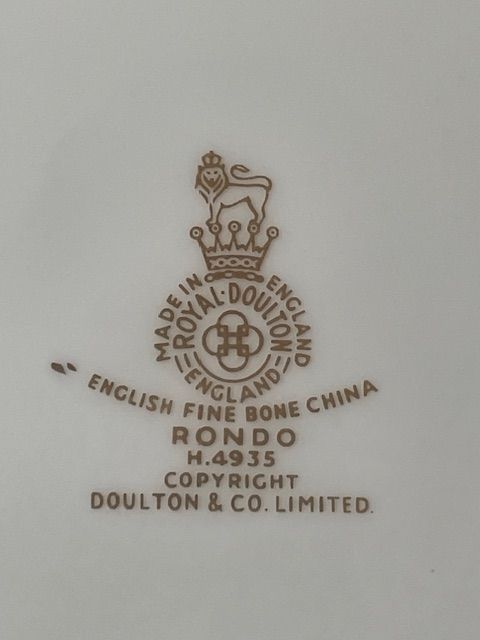 MADE IN ENGLAND
ROYAL·DOULTON
ENGLAND
ENGLISH FINE BONE CHINA
RONDO
H.4935
COPYRIGHT
DOULTON & CO. LIMITED.